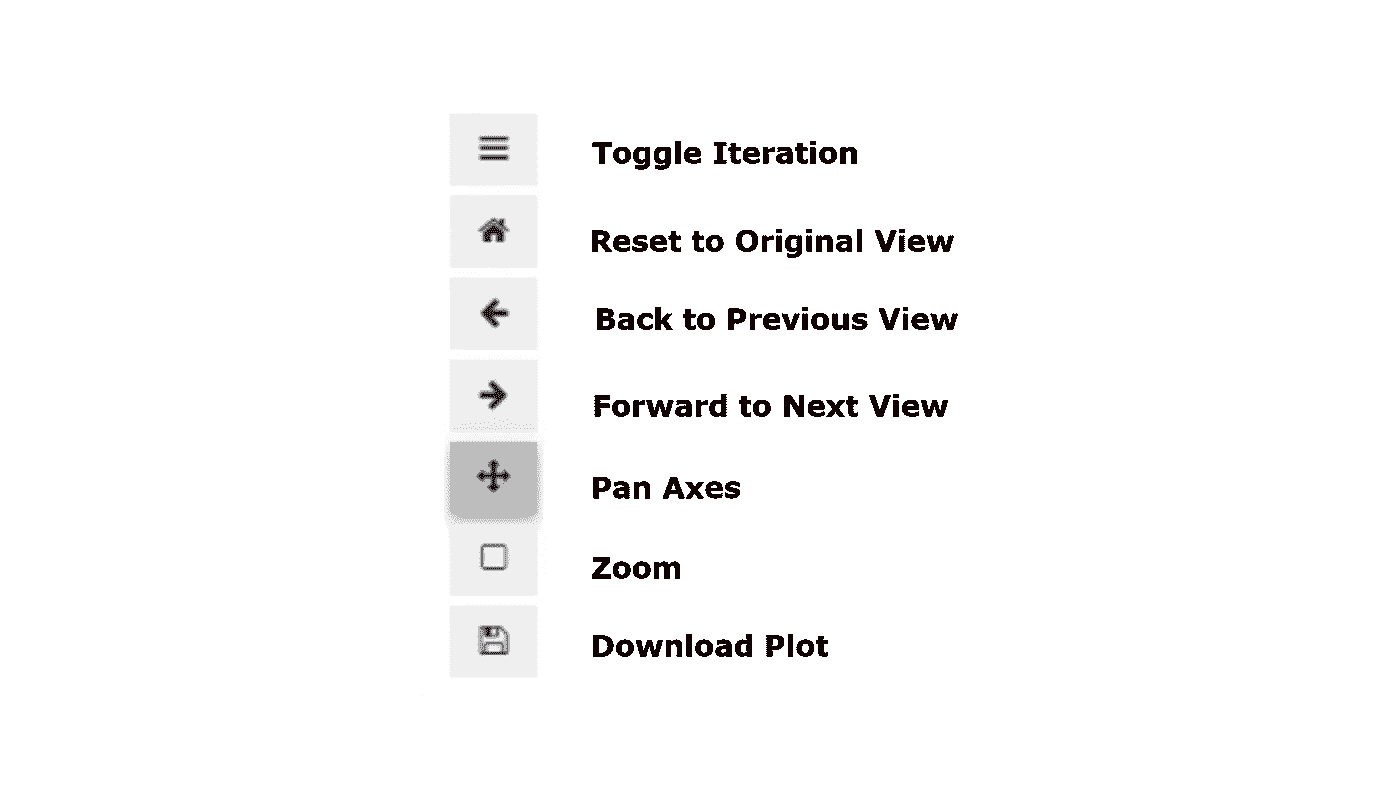 Toggle Iteration
Reset to Original View
Back to Previous View
Forward to Next View
Pan Axes
Zoom
Download Plot